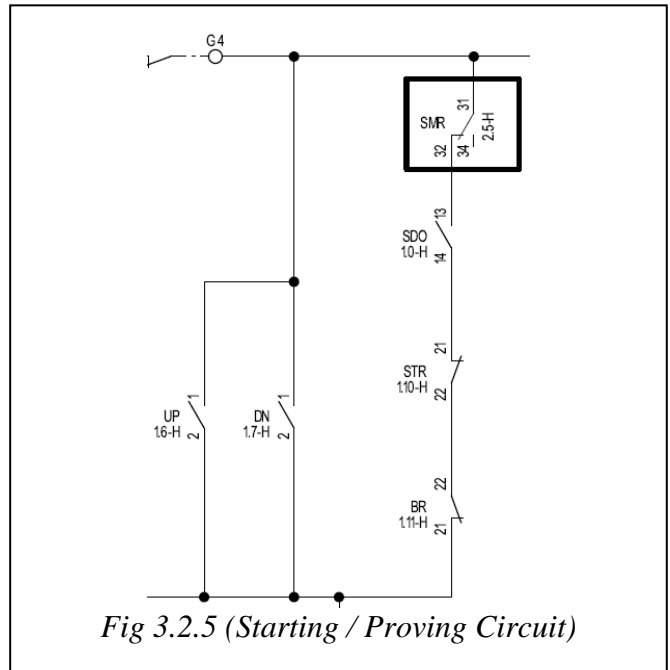 G4
31
SMR
2.5-H
32
34
13
SDO
1.0-H
14
21
STR
1.10-H
22
1
UP
1.6-H
2
1
DN
1.7-H
2
22
BR
1.11-H
21
Fig 3.2.5 (Starting / Proving Circuit)